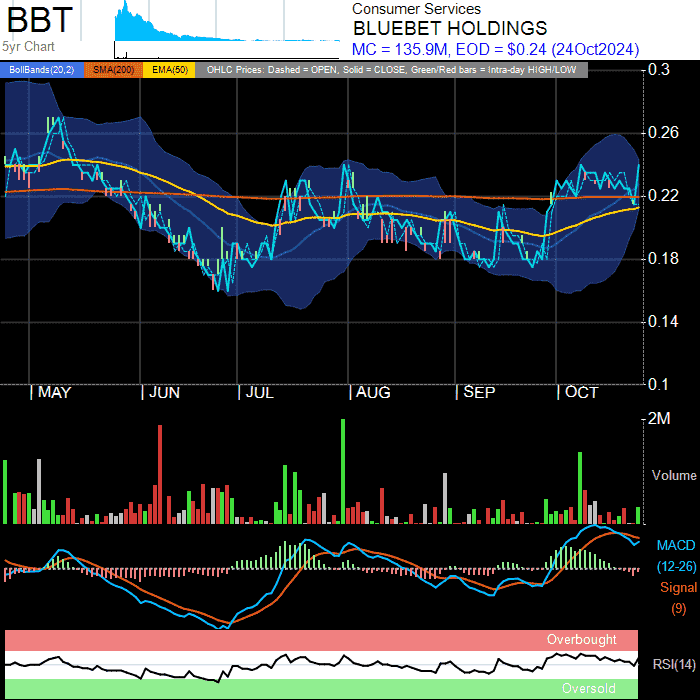 BBT
5yr Chart
Consumer Services
BLUEBET HOLDINGS
MC = 135.9M, EOD = $0.24 (24Oct2024)
BollBands(20,2) SMA(200) EMA(50) OHLC Prices: Dashed = OPEN, Solid = CLOSE, Green/Red bars = Intra-day HIGH/LOW
0.3
0.26
0.22
0.18
0.14
0.1
MAY JUN JUL AUG SEP OCT
2M
Volume
MACD
(12-26)
Signal
(9)
Overbought
RSI(14)
Oversold